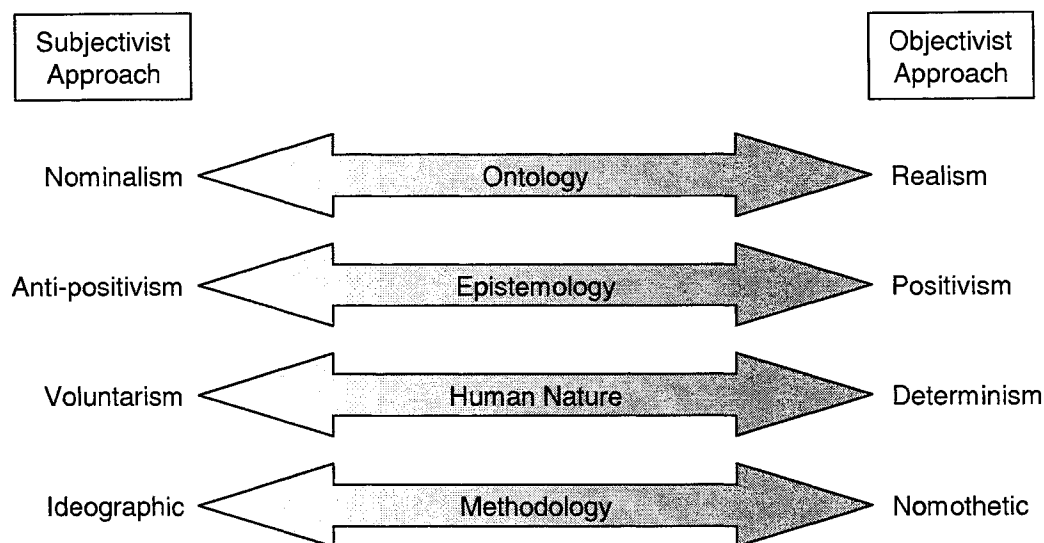 Subjectivist
Approach
Objectivist
Approach
Nominalism
Ontology
Realism
Anti-positivism
Epistemology
Positivism
Voluntarism
Human Nature
Determinism
Ideographic
Methodology
Nomothetic